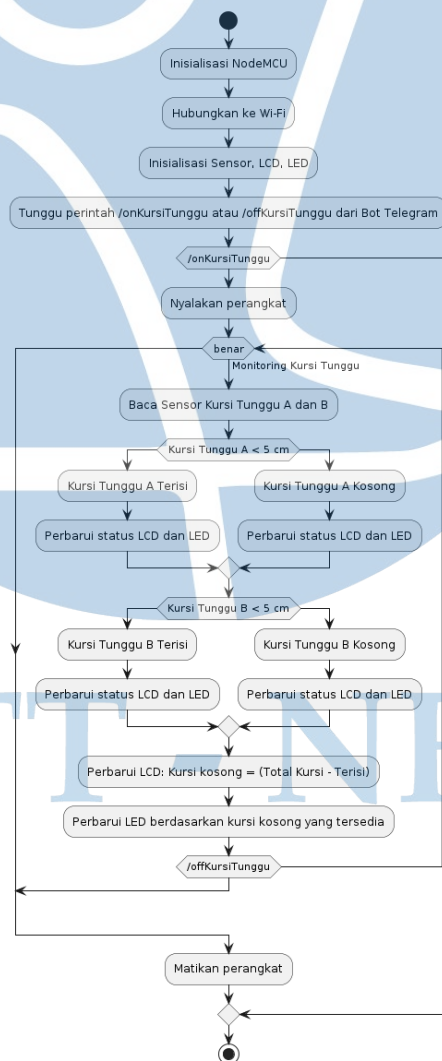 Inisialisasi NodeMCU
Hubungkan ke Wi-Fi
Inisialisasi Sensor, LCD, LED
Tunggu perintah /onKursiTunggu atau /offKursiTunggu dari Bot Telegram
/onKursiTunggu
Nyalakan perangkat
benar
Monitoring Kursi Tunggu
Baca Sensor Kursi Tunggu A dan B
Kursi Tunggu A < 5 cm
Kursi Tunggu A Terisi
Kursi Tunggu A Kosong
Perbarui status LCD dan LED
Perbarui status LCD dan LED
Kursi Tunggu B < 5 cm
Kursi Tunggu B Terisi
Kursi Tunggu B Kosong
Perbarui status LCD dan LED
Perbarui status LCD dan LED
Perbarui LCD: Kursi kosong = (Total Kursi - Terisi)
Perbarui LED berdasarkan kursi kosong yang tersedia
/offKursiTunggu
Matikan perangkat